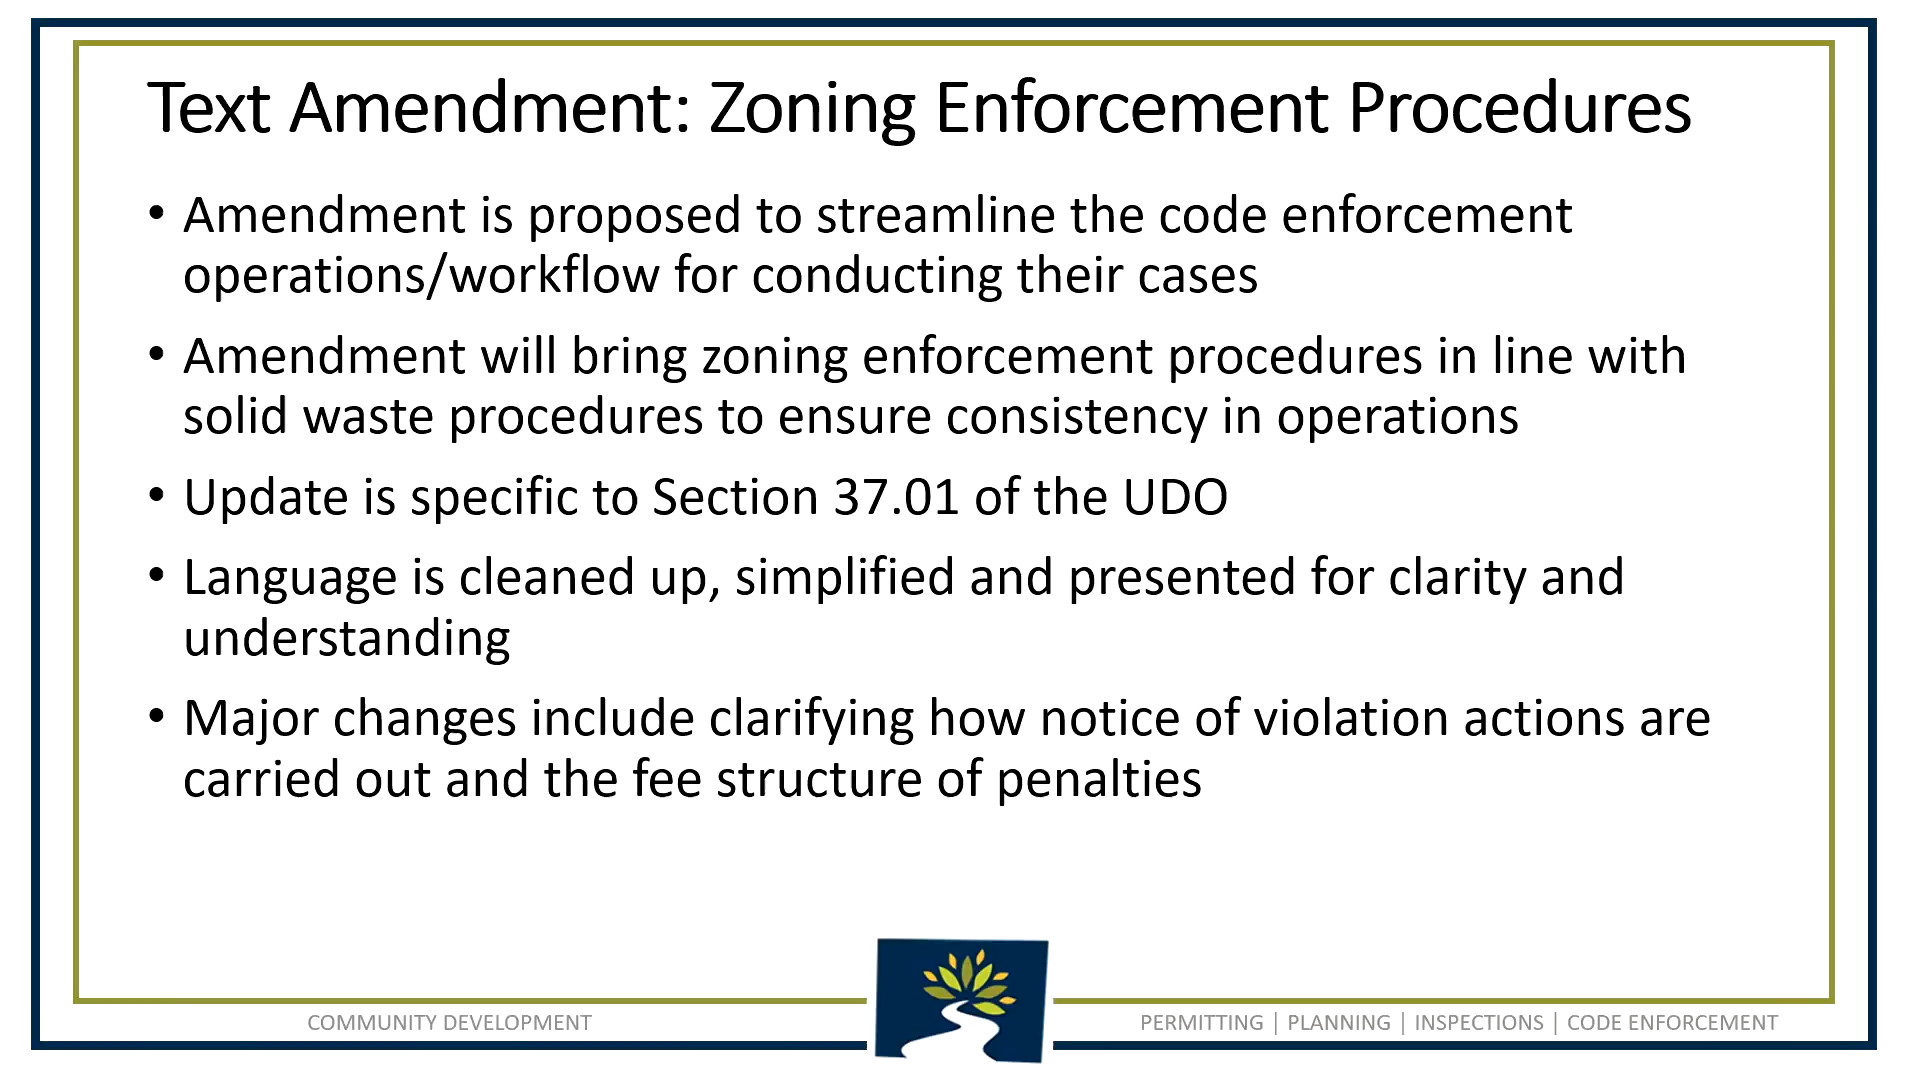 Text Amendment: Zoning Enforcement Procedures
• Amendment is proposed to streamline the code enforcement
operations/workflow for conducting their cases
• Amendment will bring zoning enforcement procedures in line with
solid waste procedures to ensure consistency in operations
• Update is specific to Section 37.01 of the UDO
• Language is cleaned up, simplified and presented for clarity and
understanding
• Major changes include clarifying how notice of violation actions are
carried out and the fee structure of penalties
COMMUNITY DEVELOPMENT
PERMITTING | PLANNING | INSPECTIONS | CODE ENFORCEMENT